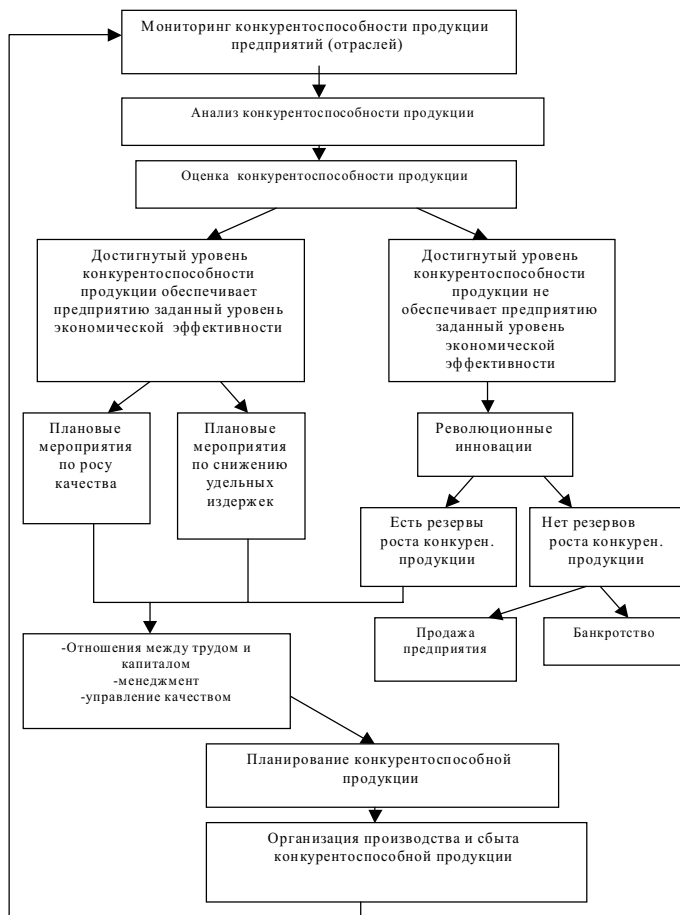 Мониторинг конкурентоспособности продукции
предприятий (отраслей)
Анализ конкурентоспособности продукции
Оценка конкурентоспособности продукции
Достигнутый уровень
конкурентоспособности
продукции обеспечивает
предприятию заданный уровень
экономической эффективности
Достигнутый уровень
конкурентоспособности
продукции не
обеспечивает предприятию
заданный уровень
экономической
эффективности
Плановые
мероприятия
по росу
качества
Плановые
мероприятия
по снижению
удельных
издержек
Революционные
инновации
Есть резервы
роста конкурен.
продукции
Нет резервов
роста конкурен.
продукции
Продажа
предприятия
Банкротство
-Отношения между трудом и
капиталом
-менеджмент
-управление качеством
Планирование конкурентоспособной
продукции
Организация производства и сбыта
конкурентоспособной продукции